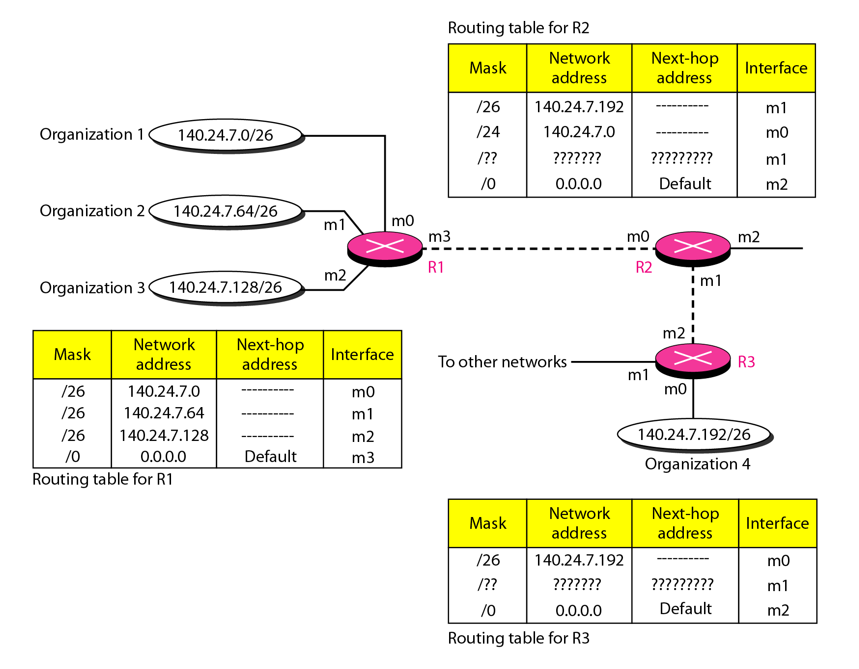 Routing table for R2
Mask Network address Next-hop address Interface
/26 140.24.7.192 ---------- m1
/24 140.24.7.0 ---------- m0
/?? ??????? ????????? m1
/0 0.0.0.0 Default m2
Organization 1 140.24.7.0/26
Organization 2 140.24.7.64/26
Organization 3 140.24.7.128/26
m0
m1
m2
m3
R1
m0
m2
R2
m1
m2
To other networks
R3
m1
m0
140.24.7.192/26
Organization 4
Mask Network address Next-hop address Interface
/26 140.24.7.0 ---------- m0
/26 140.24.7.64 ---------- m1
/26 140.24.7.128 ---------- m2
/0 0.0.0.0 Default m3
Routing table for R1
Mask Network address Next-hop address Interface
/26 140.24.7.192 ---------- m0
/?? ??????? ????????? m1
/0 0.0.0.0 Default m2
Routing table for R3